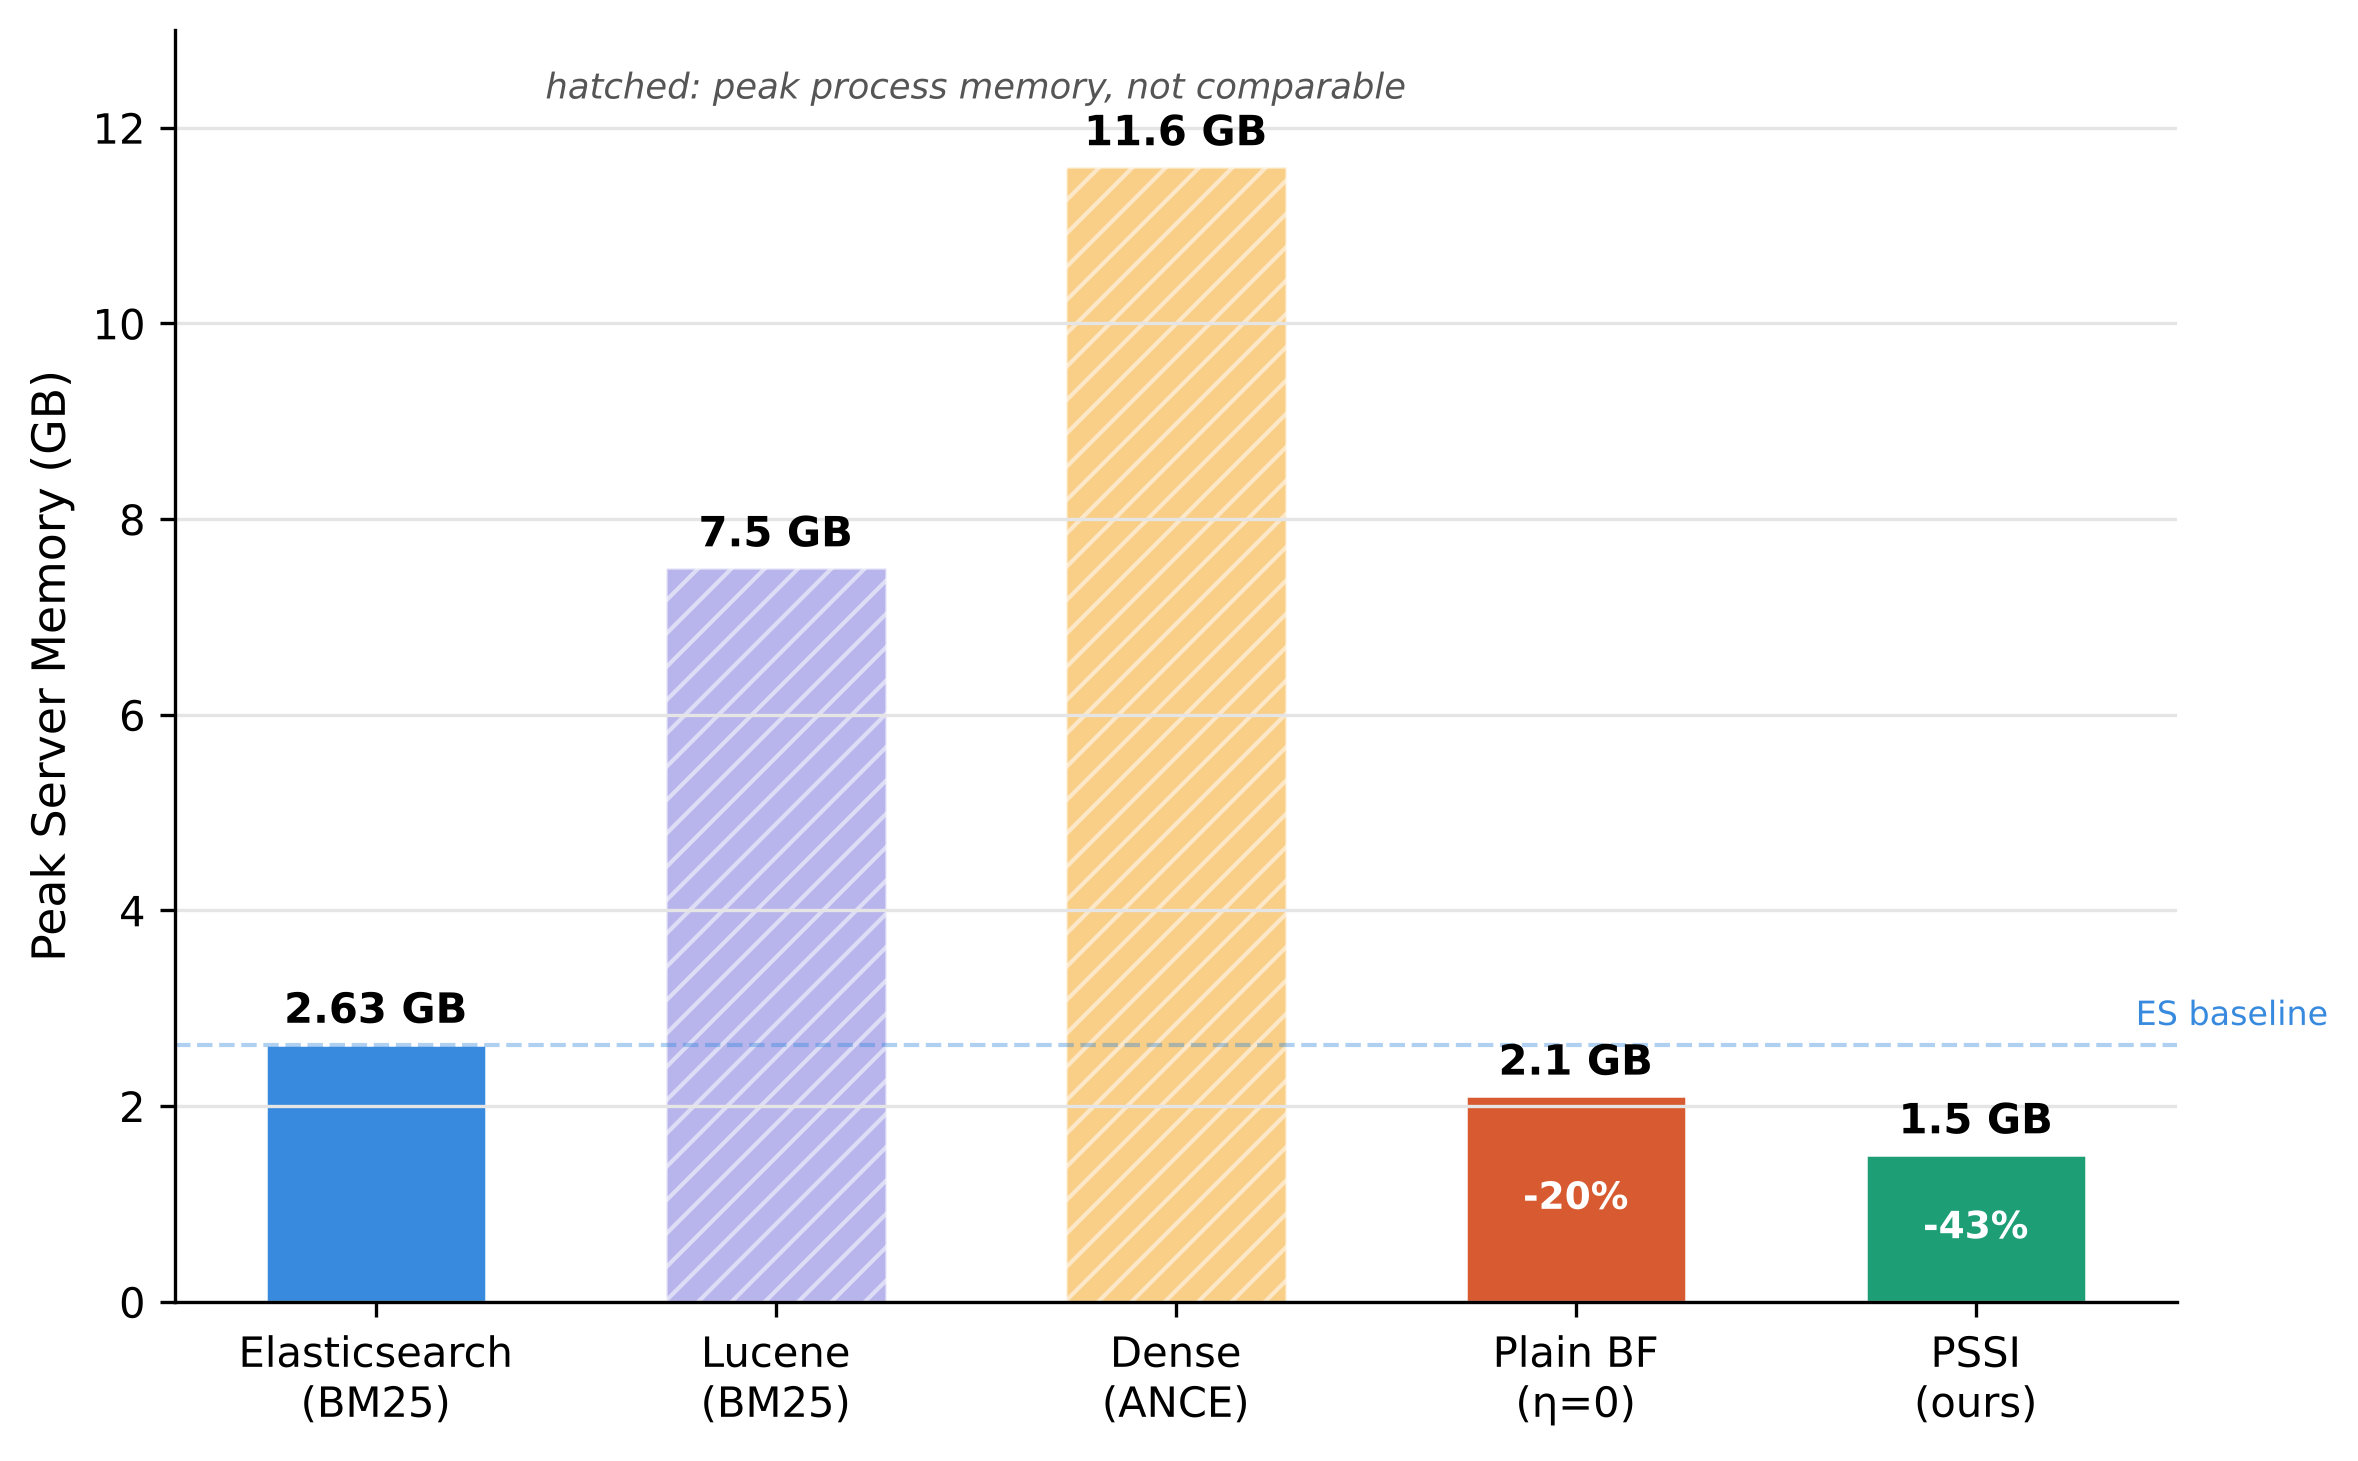 hatched: peak process memory, not comparable
12
11.6 GB
10
8
7.5 GB
6
4
2.63 GB
ES baseline
2.1 GB
2
1.5 GB
-20%
-43%
0
Peak Server Memory (GB)
Elasticsearch
(BM25)
Lucene
(BM25)
Dense
(ANCE)
Plain BF
(η=0)
PSSI
(ours)